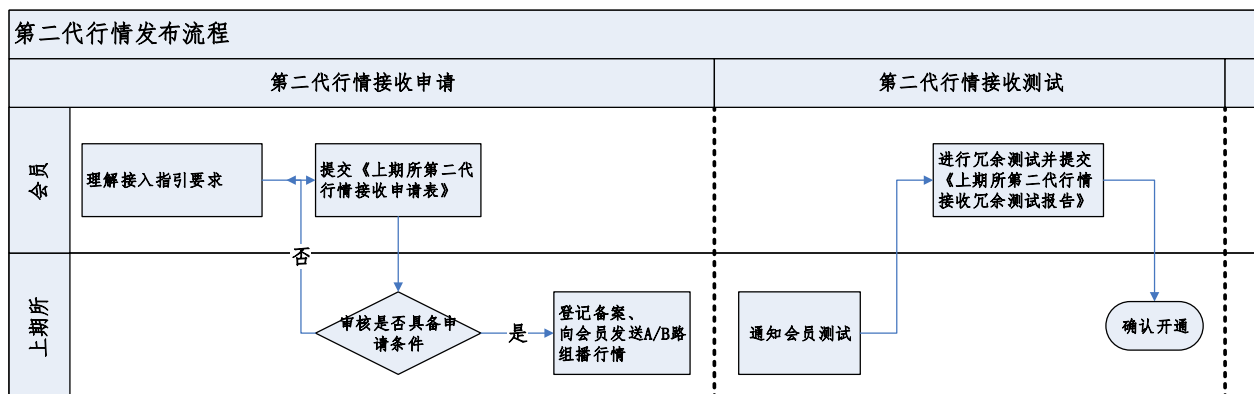 第二代行情发布流程
第二代行情接收申请
第二代行情接收测试
会员
理解接入指引要求
提交《上期所第二代
行情接收申请表》
进行冗余测试并提交
《上期所第二代行情
接收冗余测试报告》
否
上期所
审核是否具备申
请条件
是
登记备案、
向会员发送A/B路
组播行情
通知会员测试
确认开通